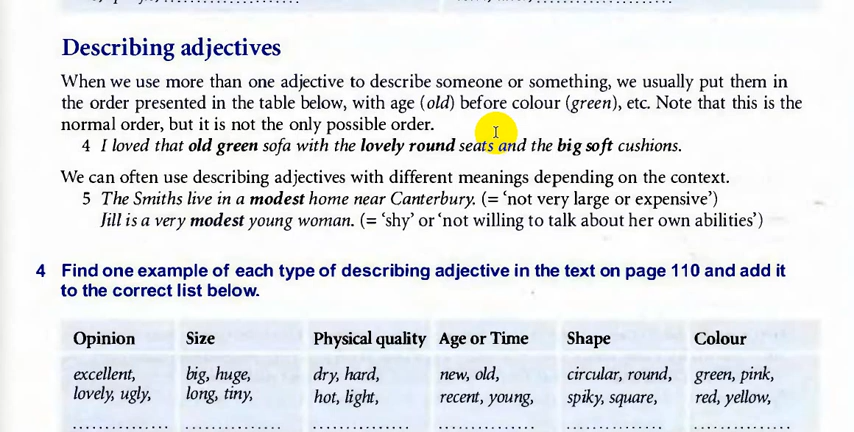 Describing adjectives
When we use more than one adjective to describe someone or something, we usually put them in
the order presented in the table below, with age (old) before colour (green), etc. Note that this is the
normal order, but it is not the only possible order.
4 I loved that old green sofa with the lovely round seats and the big soft cushions.
We can often use describing adjectives with different meanings depending on the context.
5 The Smiths live in a modest home near Canterbury. (= ‘not very large or expensive’)
Jill is a very modest young woman. (= ‘shy’ or ‘not willing to talk about her own abilities’)
4 Find one example of each type of describing adjective in the text on page 110 and add it
to the correct list below.
Opinion Size Physical quality Age or Time Shape Colour
excellent, big, huge, dry, hard, new, old, circular, round, green, pink,
lovely, ugly, long, tiny, hot, light, recent, young, spiky, square, red, yellow,
............... ............... ............... ............... ............... ...............